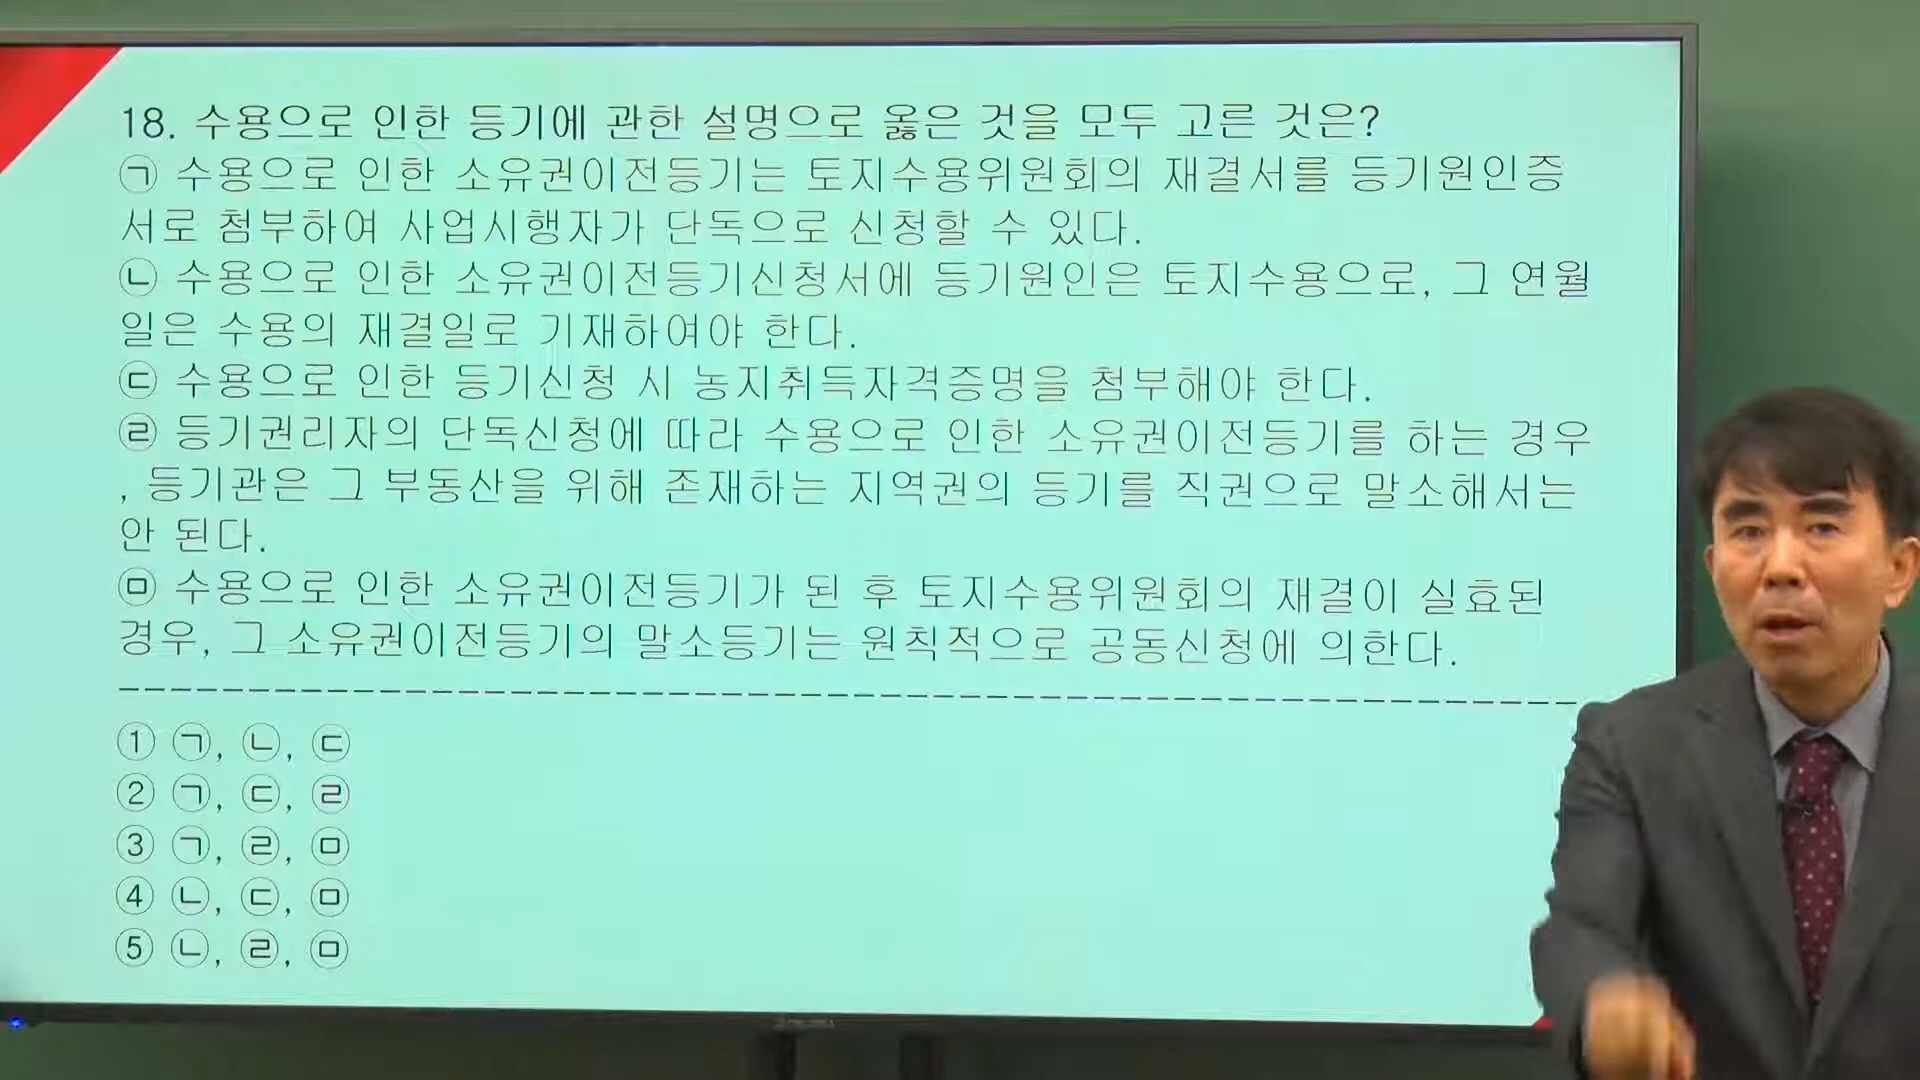 18. 수용으로 인한 등기에 관한 설명으로 옳은 것을 모두 고른 것은?
㉠ 수용으로 인한 소유권이전등기는 토지수용위원회의 재결서를 등기원인증
서로 첨부하여 사업시행자가 단독으로 신청할 수 있다.
㉡ 수용으로 인한 소유권이전등기신청서에 등기원인은 토지수용으로, 그 연월
일은 수용의 재결일로 기재하여야 한다.
㉢ 수용으로 인한 등기신청 시 농지취득자격증명을 첨부해야 한다.
㉣ 등기권리자의 단독신청에 따라 수용으로 인한 소유권이전등기를 하는 경우
, 등기관은 그 부동산을 위해 존재하는 지역권의 등기를 직권으로 말소해서는
안 된다.
㉤ 수용으로 인한 소유권이전등기가 된 후 토지수용위원회의 재결이 실효된
경우, 그 소유권이전등기의 말소등기는 원칙적으로 공동신청에 의한다.
① ㉠, ㉡, ㉢
② ㉠, ㉢, ㉣
③ ㉠, ㉣, ㉤
④ ㉡, ㉢, ㉤
⑤ ㉡, ㉣, ㉤